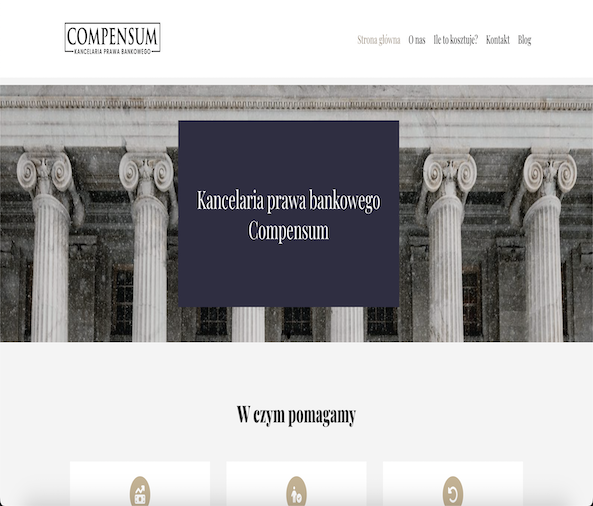 COMPENSUM
KANCELARIA PRAWA BANKOWEGO
Strona główna O nas Ile to kosztuje? Kontakt Blog
Kancelaria prawa bankowego
Compensum
W czym pomagamy